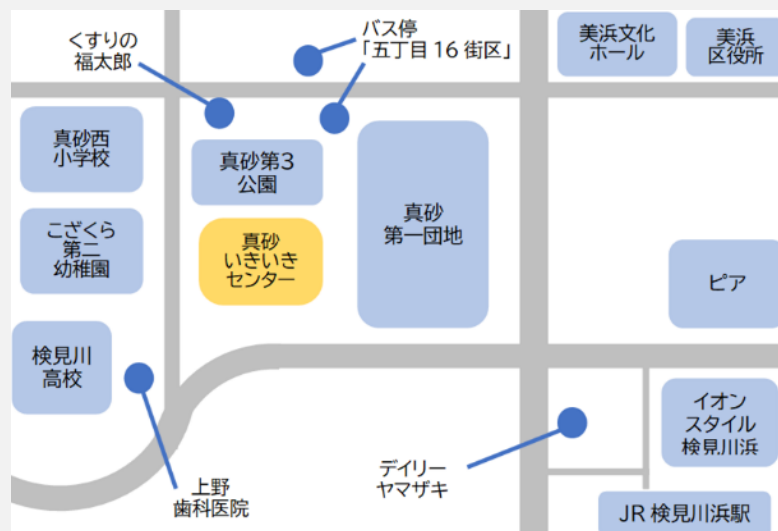 くすりの
福太郎
バス停
「五丁目16街区」
美浜文化
ホール
美浜
区役所
真砂西
小学校
真砂第3
公園
真砂
第一団地
こざくら
第二
幼稚園
真砂
いきいき
センター
ピア
検見川
高校
イオン
スタイル
検見川浜
上野
歯科医院
デイリー
ヤマザキ
JR検見川浜駅